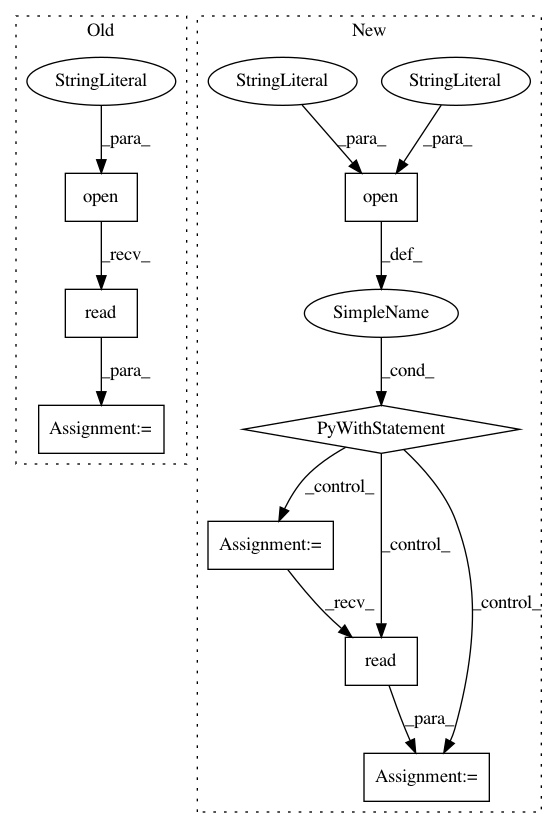 Old
New
StringLiteral
StringLiteral
StringLiteral
_para_
_para_
_para_
open
open
_recv_
_def_
read
SimpleName
_para_
_cond_
Assignment:=
PyWithStatement
_control_
Assignment:=
_control_
_control_
_recv_
read
_para_
Assignment:=